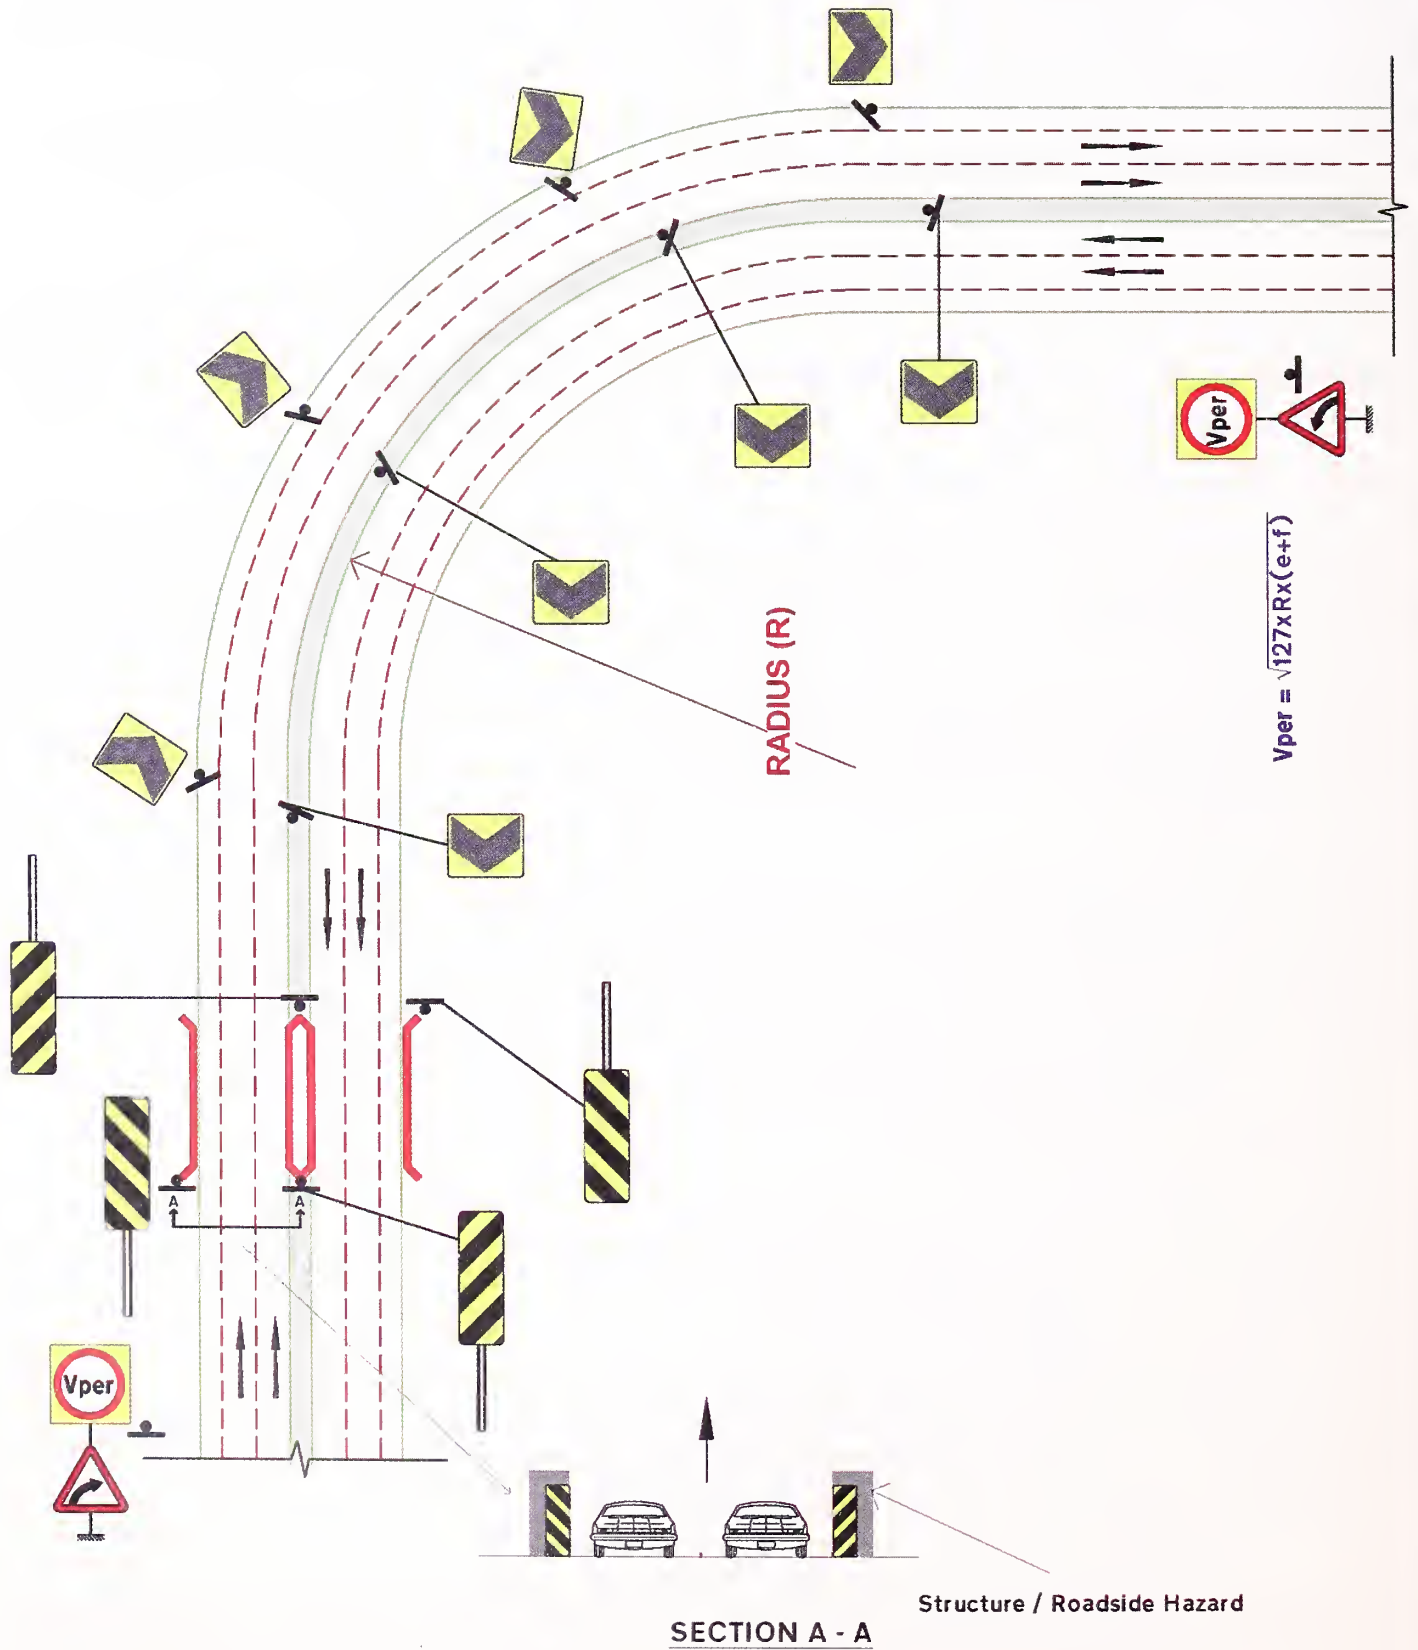 Vper
Vper = √127xRx(e+f)
RADIUS (R)
A
A
Vper
Structure / Roadside Hazard
SECTION A - A